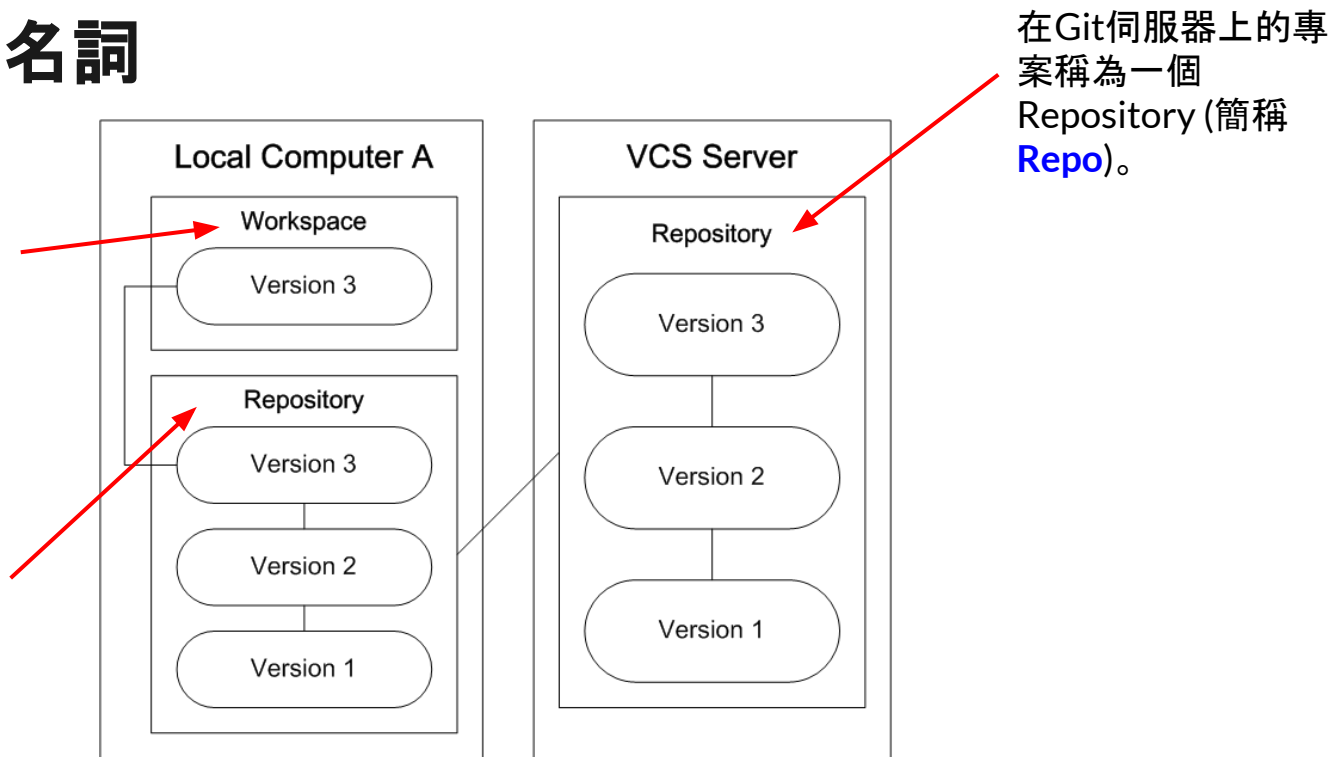 名詞
在Git伺服器上的專
案稱為一個
Repository (簡稱
Repo)。
Local Computer A
Workspace
Version 3
Repository
Version 3
Version 2
Version 1
VCS Server
Repository
Version 3
Version 2
Version 1